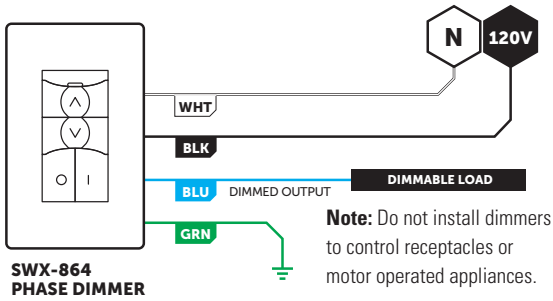 N
120V
WHT
BLK
BLU
DIMMED OUTPUT
DIMMABLE LOAD
GRN
O I
Note: Do not install dimmers
to control receptacles or
motor operated appliances.
SWX-864
PHASE DIMMER